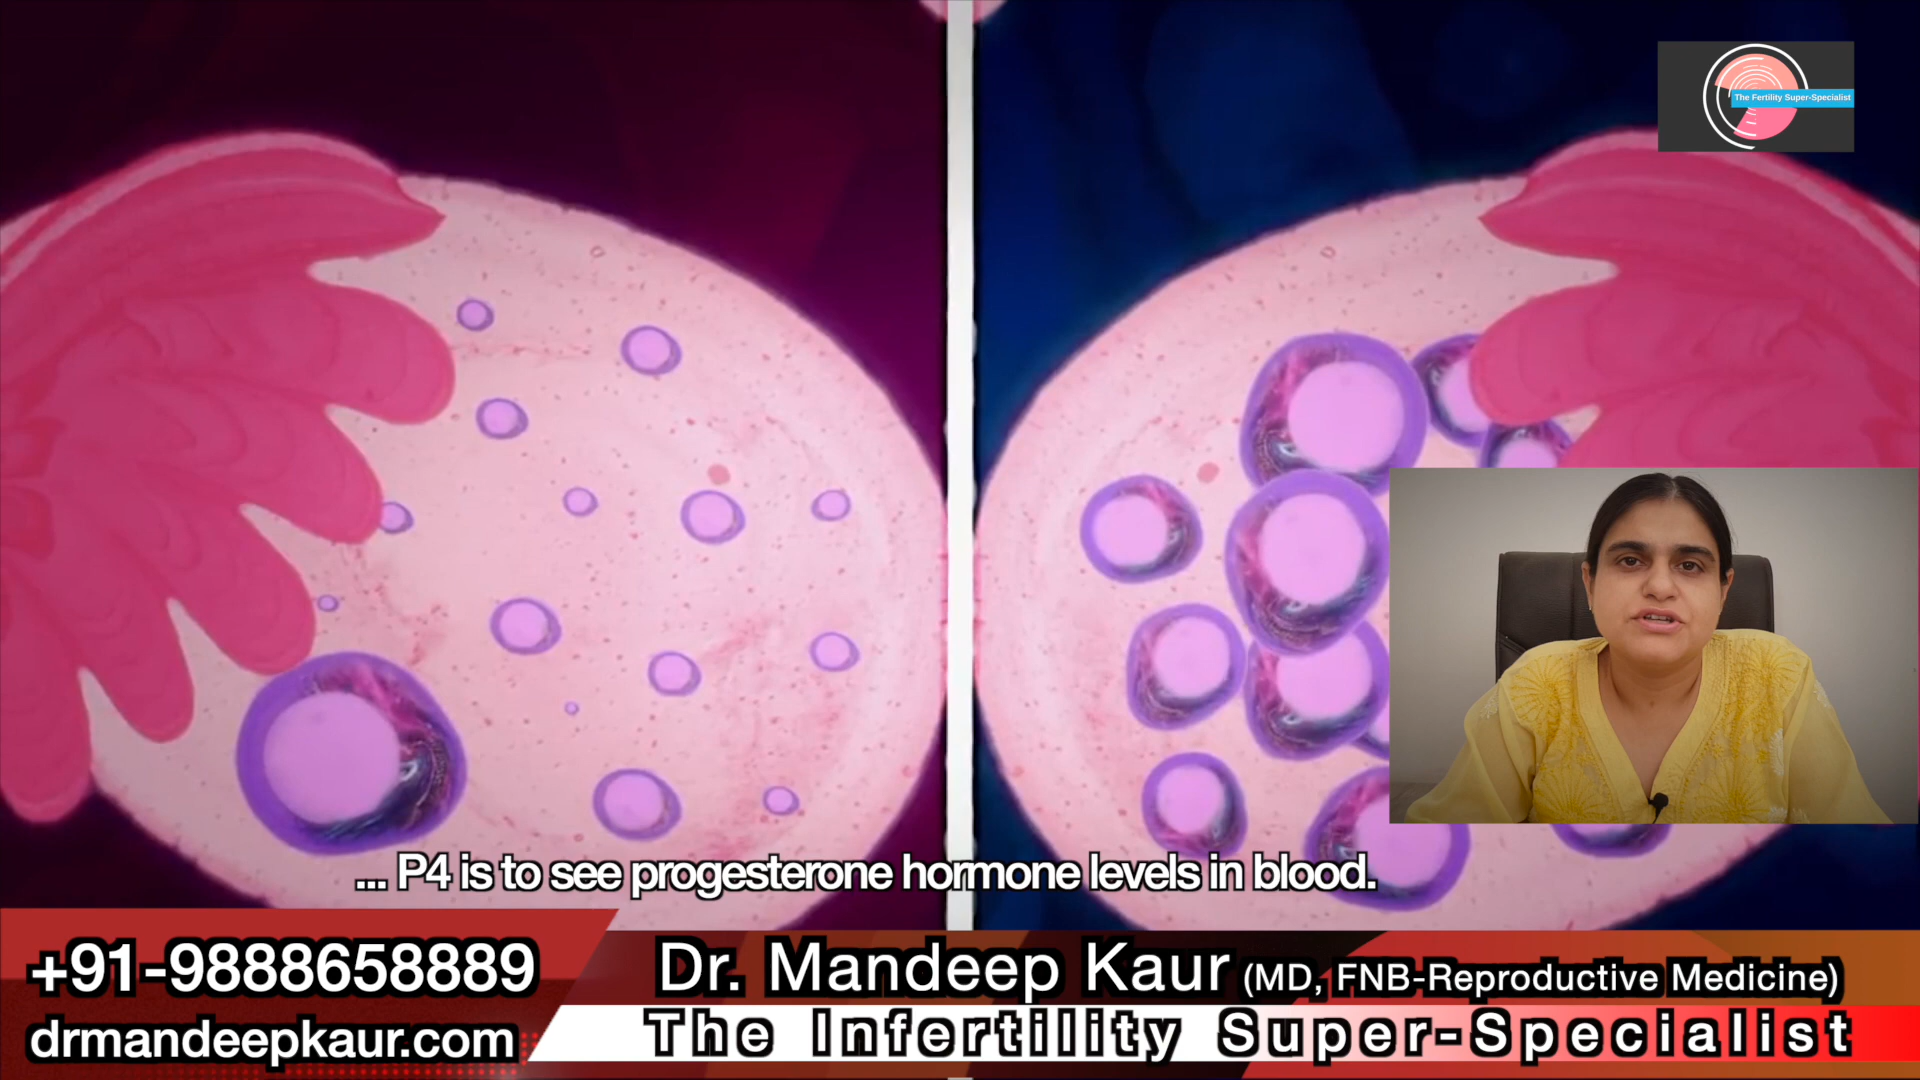 The Fertility Super-Specialist
... P4 is to see progesterone hormone levels in blood.
+91-9888658889
drmandeepkaur.com
Dr. Mandeep Kaur (MD, FNB-Reproductive Medicine)
The Infertility Super-Specialist